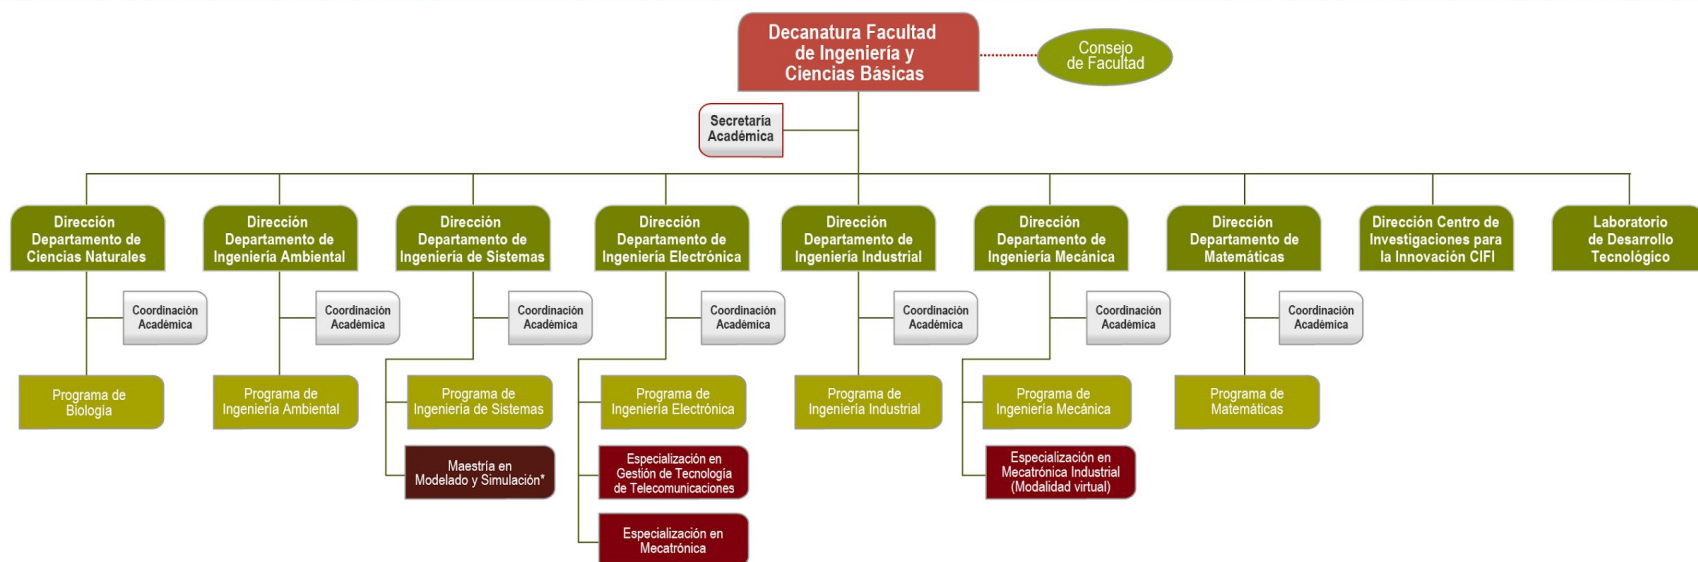 Decanatura Facultad
de Ingeniería y
Ciencias Básicas
Consejo
de Facultad
Secretaría
Académica
Dirección
Departamento de
Ciencias Naturales
Dirección
Departamento de
Ingeniería Ambiental
Dirección
Departamento de
Ingeniería de Sistemas
Dirección
Departamento de
Ingeniería Electrónica
Dirección
Departamento de
Ingeniería Industrial
Dirección
Departamento de
Ingeniería Mecánica
Dirección
Departamento de
Matemáticas
Dirección Centro de
Investigaciones para
la Innovación CIFI
Laboratorio
de Desarrollo
Tecnológico
Coordinación
Académica
Coordinación
Académica
Coordinación
Académica
Coordinación
Académica
Coordinación
Académica
Coordinación
Académica
Coordinación
Académica
Programa de
Biología
Programa de
Ingeniería Ambiental
Programa de
Ingeniería de Sistemas
Programa de
Ingeniería Electrónica
Programa de
Ingeniería Industrial
Programa de
Ingeniería Mecánica
Programa de
Matemáticas
Maestría en
Modelado y Simulación*
Especialización en
Gestión de Tecnología
de Telecomunicaciones
Especialización en
Mecatrónica Industrial
(Modalidad virtual)
Especialización en
Mecatrónica